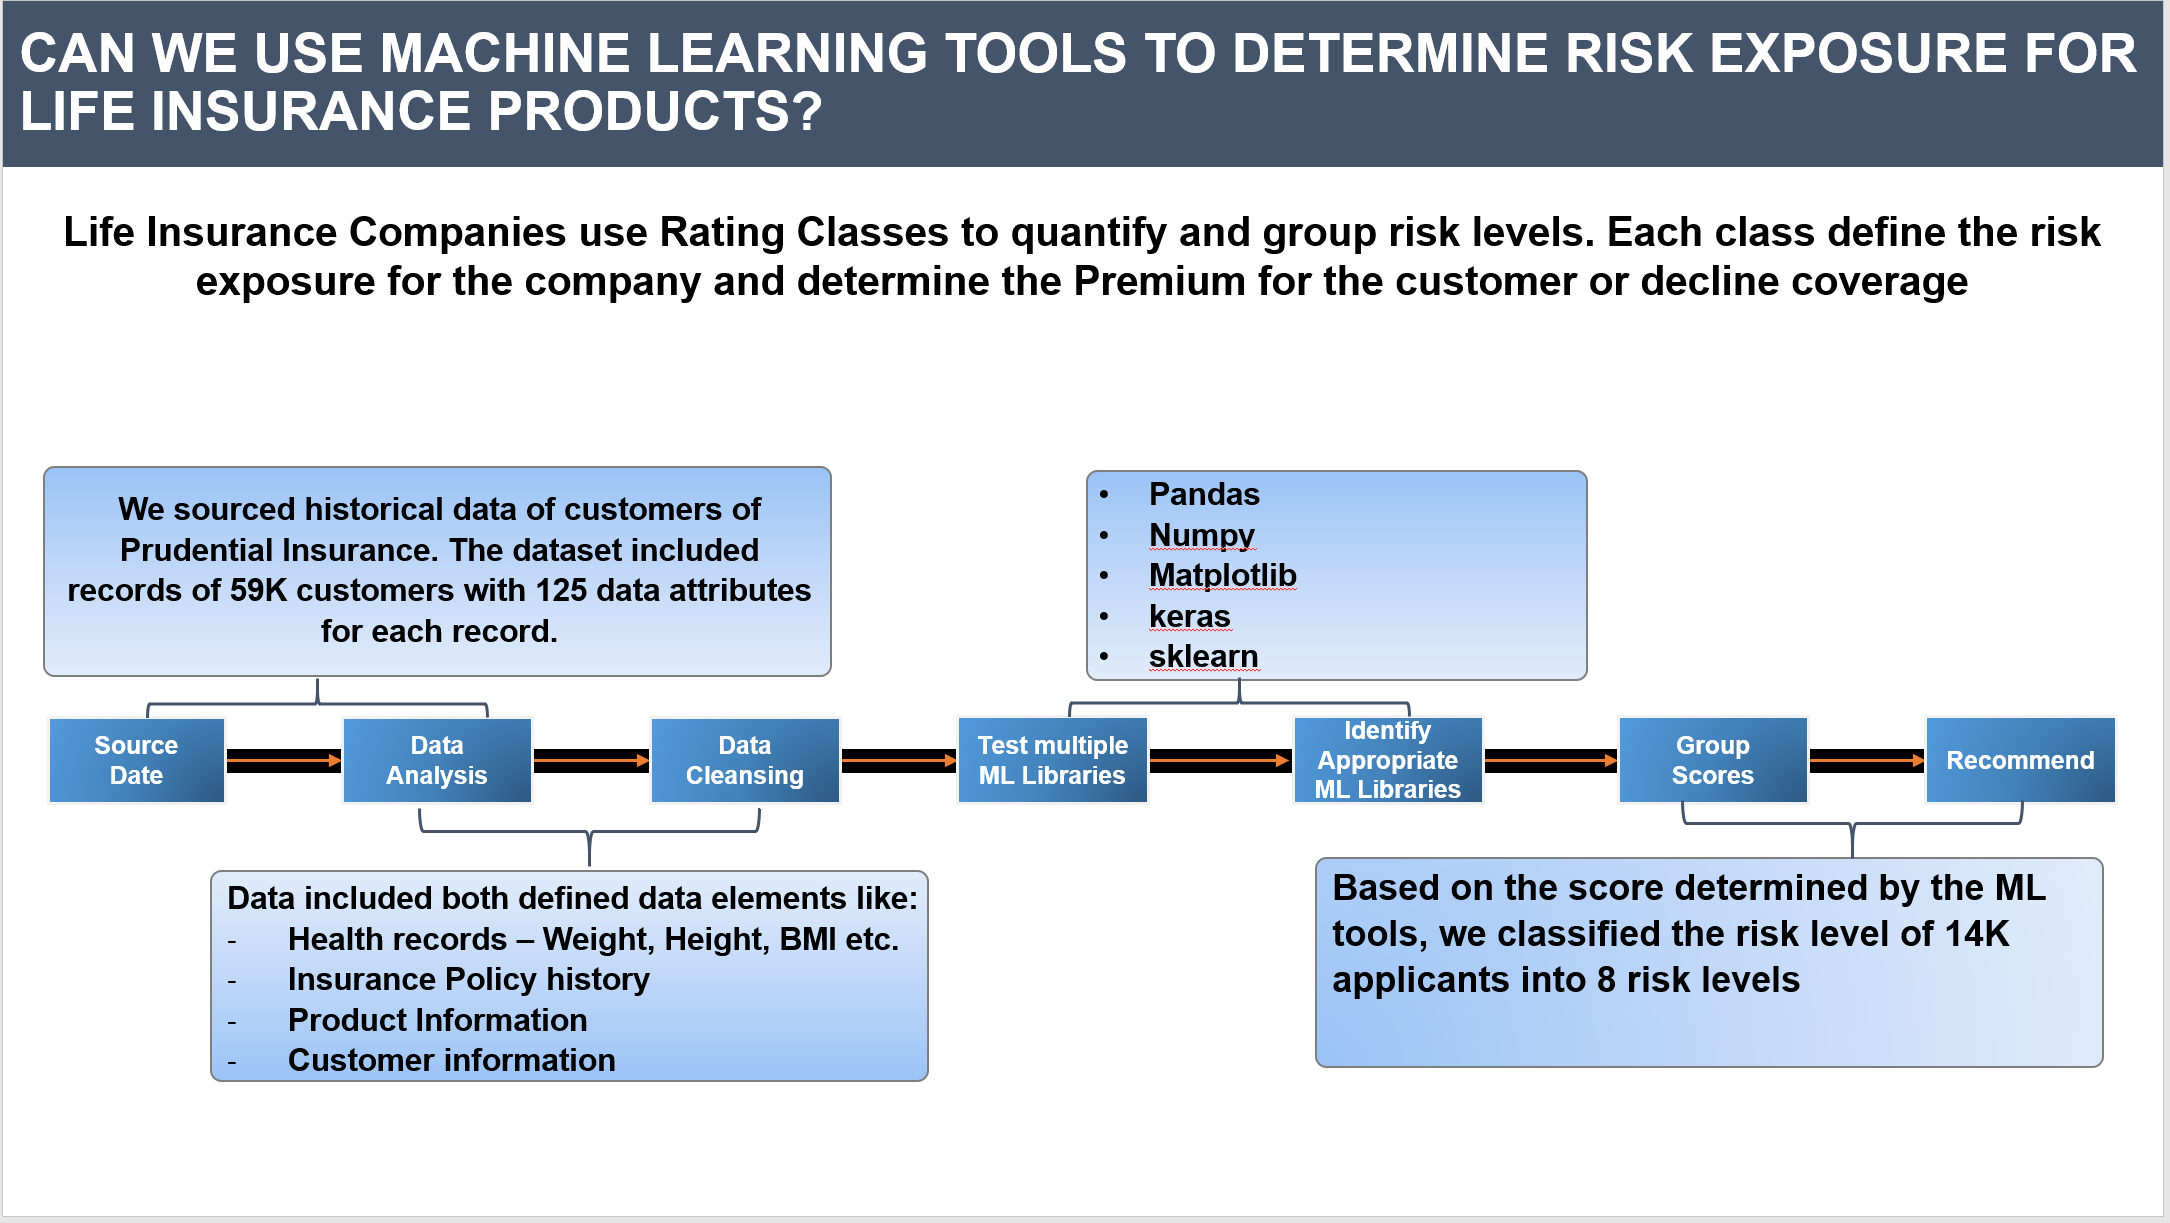 CAN WE USE MACHINE LEARNING TOOLS TO DETERMINE RISK EXPOSURE FOR
LIFE INSURANCE PRODUCTS?
Life Insurance Companies use Rating Classes to quantify and group risk levels. Each class define the risk
exposure for the company and determine the Premium for the customer or decline coverage
We sourced historical data of customers of
Prudential Insurance. The dataset included
records of 59K customers with 125 data attributes
for each record.
• Pandas
• Numpy
• Matplotlib
• keras
• sklearn
Source
Date
Data
Analysis
Data
Cleansing
Test multiple
ML Libraries
Identify
Appropriate
ML Libraries
Group
Scores
Recommend
Data included both defined data elements like:
- Health records – Weight, Height, BMI etc.
- Insurance Policy history
- Product Information
- Customer information
Based on the score determined by the ML
tools, we classified the risk level of 14K
applicants into 8 risk levels